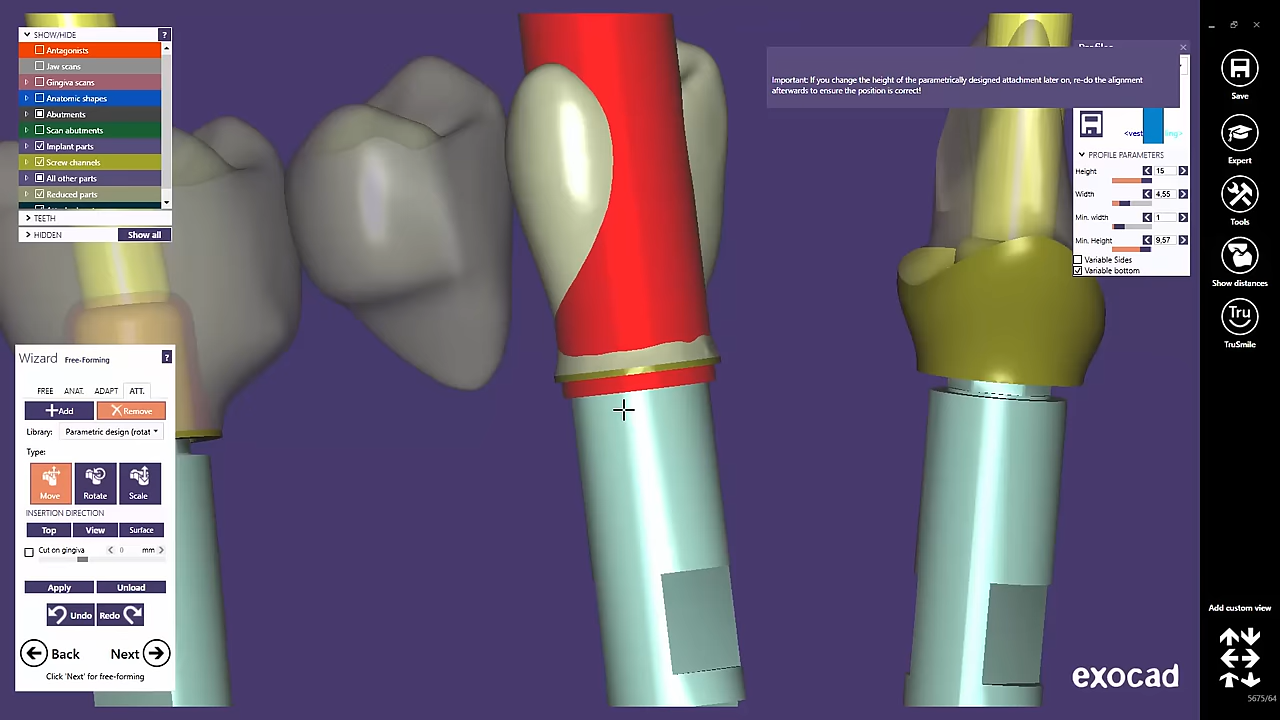 SHOW/HIDE
?
Antagonists
Jaw scans
Gingiva scans
Anatomic shapes
Abutments
Scan abutments
Implant parts
Screw channels
All other parts
Reduced parts
TEETH
HIDDEN
Show all
Wizard Free-Forming
?
FREE ANAT. ADAPT ATT.
Add Remove
Library: Parametric design (rotat
Type:
Move Rotate Scale
INSERTION DIRECTION
Top View Surface
Cut on gingiva 0 mm
Apply Unload
Undo Redo
Back Next
Click 'Next' for free-forming
Important: If you change the height of the parametrically designed attachment later on, re-do the alignment
afterwards to ensure the position is correct!
PROFILE PARAMETERS
Height 15
Width 4,55
Min. width 1
Min. Height 9,57
Variable Sides
Variable bottom
Save
Expert
Tools
Show distances
Tru
TruSmile
Add custom view
exocad
5675/64